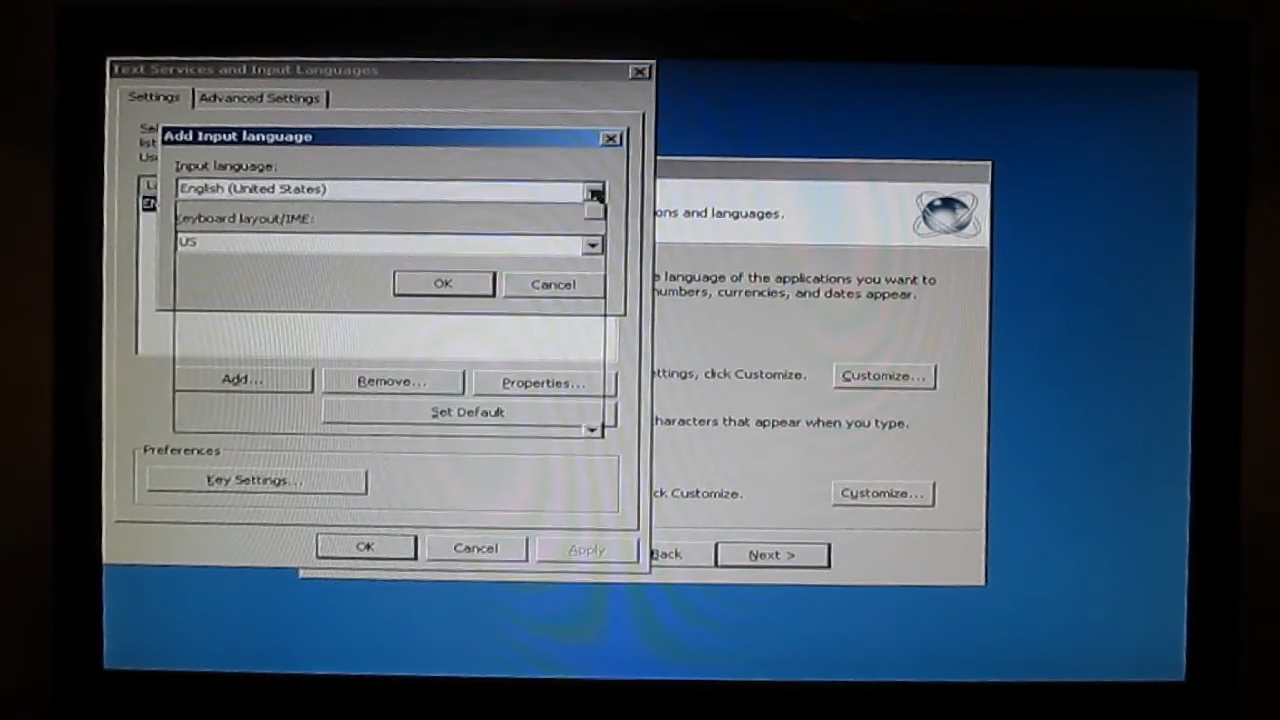 Text Services and Input Languages
Settings
Advanced Settings
Add Input language
Input language:
English (United States)
Keyboard layout/IME:
US
OK
Cancel
Add...
Remove...
Properties...
Set Default
Preferences
Key Settings...
OK
Cancel
Apply
ons and languages.
language of the applications you want to
numbers, currencies, and dates appear.
ttings, click Customize.
Customize...
haracters that appear when you type.
ck Customize.
Customize...
Back
Next >